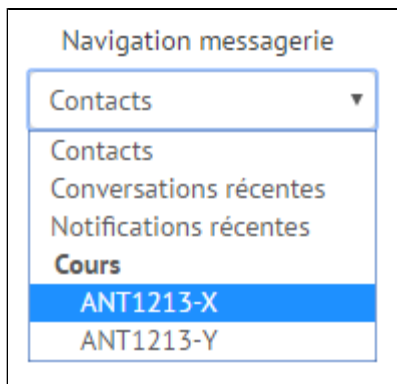 Navigation messagerie
Contacts
Contacts
Conversations récentes
Notifications récentes
Cours
ANT1213-X
ANT1213-Y